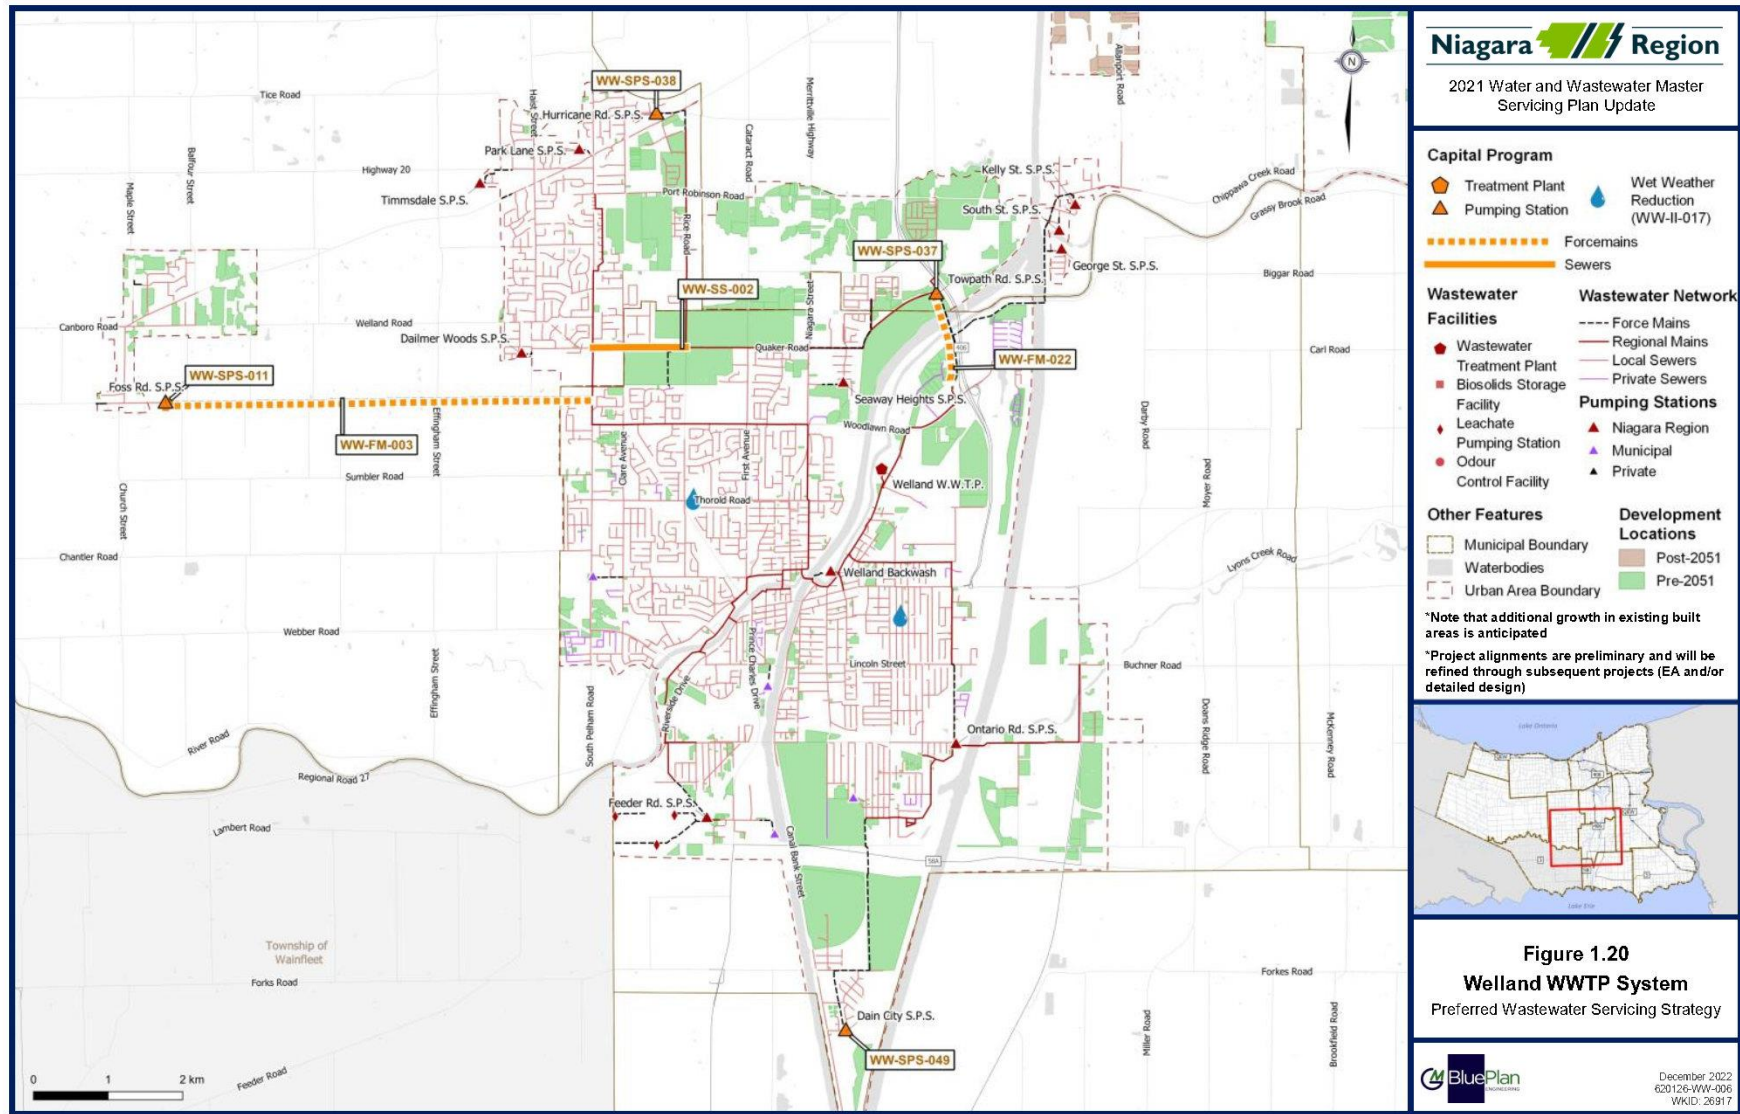 WW-SPS-038
Tice Road
Haist Street
Hurricane Rd. S.P.S.
Merrittville Highway
Allanport Road
Park Lane S.P.S.
Cataract Road
Balfour Street
Highway 20
Maple Street
Timmsdale S.P.S.
Port Robinson Road
Kelly St. S.P.S.
South St. S.P.S.
Chippawa Creek Road
Grassy Brook Road
Rice Road
WW-SPS-037
George St. S.P.S.
Towpath Rd. S.P.S.
Biggar Road
WW-SS-002
Niagara Street
Canboro Road
Welland Road
Dailmer Woods S.P.S.
Quaker Road
406
WW-FM-022
Carl Road
Foss Rd. S.P.S.
WW-SPS-011
Seaway Heights S.P.S.
WW-FM-003
Effingham Street
Woodlawn Road
Darby Road
Clare Avenue
First Avenue
Sumbler Road
Welland W.W.T.P.
Moyer Road
Church Street
Thorold Road
Chantler Road
Lyons Creek Road
Welland Backwash
Webber Road
Prince Charles Drive
Lincoln Street
Buchner Road
Effingham Street
South Pelham Road
Riverside Drive
Ontario Rd. S.P.S.
Doans Ridge Road
McKenney Road
River Road
Regional Road 27
Feeder Rd. S.P.S.
Lambert Road
Canal Bank Street
58A
Township of
Wainfleet
Forks Road
Forkes Road
Dain City S.P.S.
WW-SPS-049
Miller Road
Brookfield Road
Feeder Road
0 1 2 km
N
Niagara Region
2021 Water and Wastewater Master
Servicing Plan Update
Capital Program
Treatment Plant
Pumping Station
Wet Weather
Reduction
(WW-II-017)
Forcemains
Sewers
Wastewater
Facilities
Wastewater
Treatment Plant
Biosolids Storage
Facility
Leachate
Pumping Station
Odour
Control Facility
Wastewater Network
Force Mains
Regional Mains
Local Sewers
Private Sewers
Pumping Stations
Niagara Region
Municipal
Private
Other Features
Municipal Boundary
Waterbodies
Urban Area Boundary
Development
Locations
Post-2051
Pre-2051
*Note that additional growth in existing built
areas is anticipated
*Project alignments are preliminary and will be
refined through subsequent projects (EA and/or
detailed design)
Lake Ontario
Lake Erie
Figure 1.20
Welland WWTP System
Preferred Wastewater Servicing Strategy
GM BluePlan
ENGINEERING
December 2022
620126-WW-006
WKID: 26917